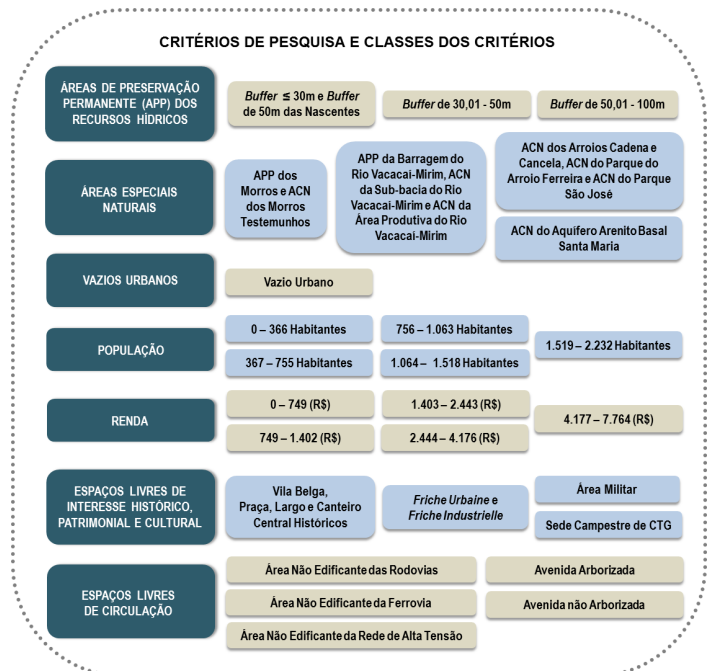 CRITÉRIOS DE PESQUISA E CLASSES DOS CRITÉRIOS
ÁREAS DE PRESERVAÇÃO
PERMANENTE (APP) DOS
RECURSOS HÍDRICOS
Buffer ≤ 30m e Buffer
de 50m das Nascentes
Buffer de 30,01 - 50m
Buffer de 50,01 - 100m
ÁREAS ESPECIAIS
NATURAIS
APP dos
Morros e ACN
dos Morros
Testemunhos
APP da Barragem do
Rio Vacacaí-Mirim, ACN
da Sub-bacia do Rio
Vacacaí-Mirim e ACN da
Área Produtiva do Rio
Vacacaí-Mirim
ACN dos Arroios Cadena e
Cancela, ACN do Parque do
Arroio Ferreira e ACN do Parque
São José
ACN do Aquífero Arenito Basal
Santa Maria
VAZIOS URBANOS
Vazio Urbano
POPULAÇÃO
0 – 366 Habitantes
756 – 1.063 Habitantes
1.519 – 2.232 Habitantes
367 – 755 Habitantes
1.064 – 1.518 Habitantes
RENDA
0 – 749 (R$)
1.403 – 2.443 (R$)
4.177 – 7.764 (R$)
749 – 1.402 (R$)
2.444 – 4.176 (R$)
ESPAÇOS LIVRES DE
INTERESSE HISTÓRICO,
PATRIMONIAL E CULTURAL
Vila Belga,
Praça, Largo e Canteiro
Central Históricos
Friche Urbaine e
Friche Industrielle
Área Militar
Sede Campestre de CTG
ESPAÇOS LIVRES
DE CIRCULAÇÃO
Área Não Edificante das Rodovias
Avenida Arborizada
Área Não Edificante da Ferrovia
Avenida não Arborizada
Área Não Edificante da Rede de Alta Tensão